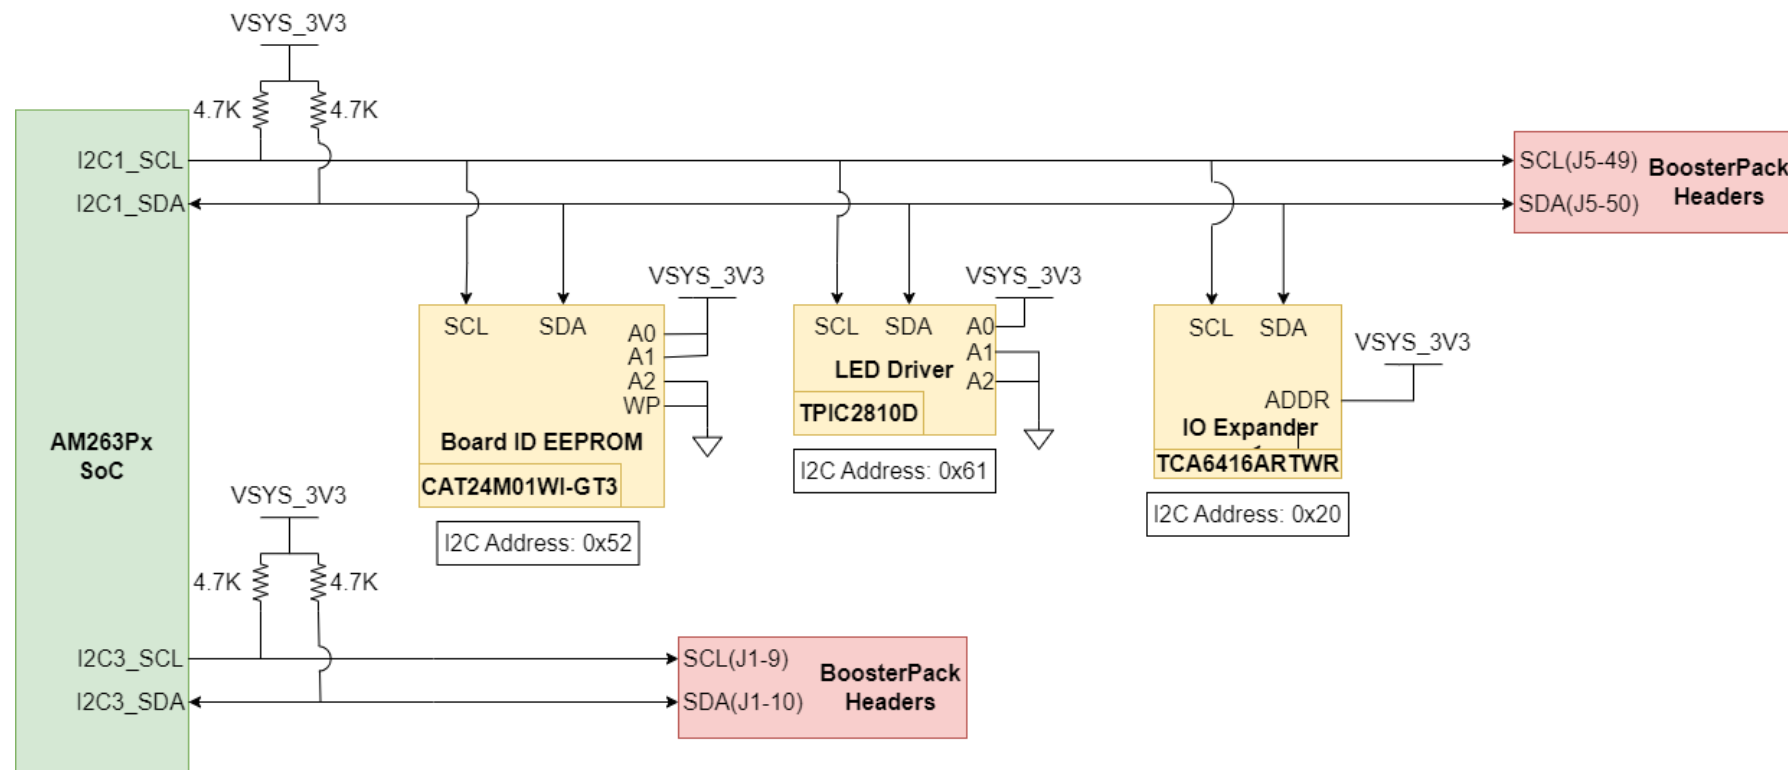 VSYS_3V3
4.7K
4.7K
I2C1_SCL
I2C1_SDA
SCL(J5-49)
SDA(J5-50)
BoosterPack
Headers
VSYS_3V3
SCL
SDA
A0
A1
A2
WP
Board ID EEPROM
CAT24M01WI-GT3
I2C Address: 0x52
VSYS_3V3
SCL
SDA
A0
A1
A2
LED Driver
TPIC2810D
I2C Address: 0x61
VSYS_3V3
SCL
SDA
ADDR
IO Expander
TCA6416ARTWR
I2C Address: 0x20
AM263Px
SoC
VSYS_3V3
4.7K
4.7K
I2C3_SCL
I2C3_SDA
SCL(J1-9)
SDA(J1-10)
BoosterPack
Headers